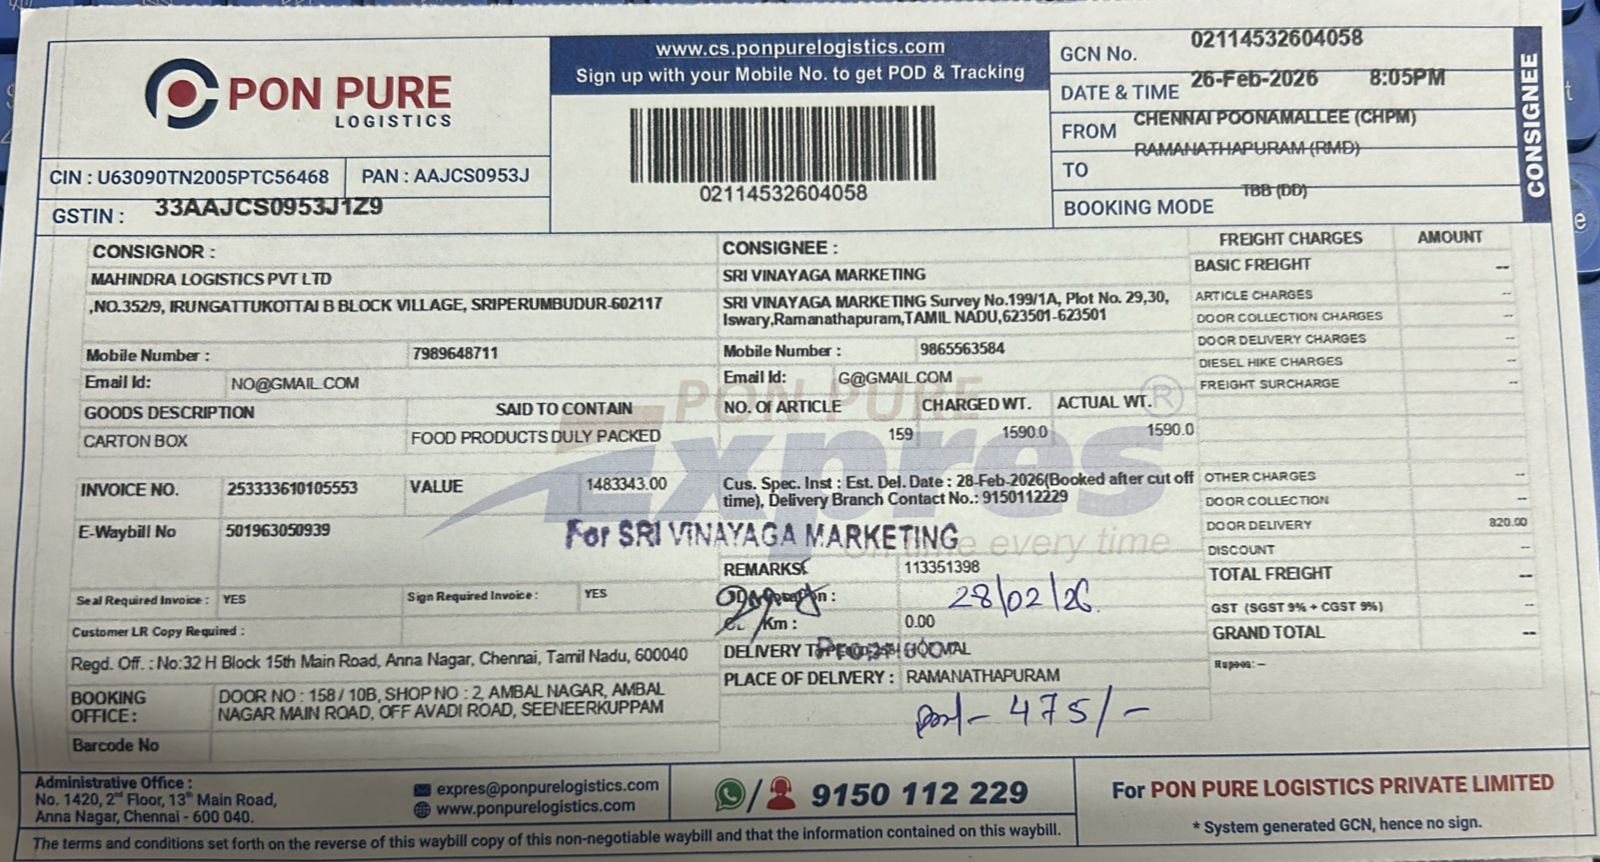 PON PURE
LOGISTICS
www.cs.ponpurelogistics.com
Sign up with your Mobile No. to get POD & Tracking
02114532604058
GCN No. 02114532604058
DATE & TIME 26-Feb-2026 8:05PM
FROM CHENNAI POONAMALLEE (CHPM)
TO RAMANATHAPURAM (RMD)
BOOKING MODE TBB (DD)
CONSIGNEE
CIN : U63090TN2005PTC56468 PAN : AAJCS0953J
GSTIN : 33AAJCS0953J1Z9
CONSIGNOR :
MAHINDRA LOGISTICS PVT LTD
,NO.352/9, IRUNGATTUKOTTAI B BLOCK VILLAGE, SRIPERUMBUDUR-602117
Mobile Number : 7989648711
Email Id: NO@GMAIL.COM
CONSIGNEE :
SRI VINAYAGA MARKETING
SRI VINAYAGA MARKETING Survey No.199/1A, Plot No. 29,30,
Iswary,Ramanathapuram,TAMIL NADU,623501-623501
Mobile Number : 9865563584
Email Id: G@GMAIL.COM
GOODS DESCRIPTION SAID TO CONTAIN NO. Of ARTICLE CHARGED WT. ACTUAL WT.
CARTON BOX FOOD PRODUCTS DULY PACKED 159 1590.0 1590.0
PON PURE
Expres
On time every time
INVOICE NO. 253333610105553 VALUE 1483343.00
E-Waybill No 501963050939
Cus. Spec. Inst : Est. Del. Date : 28-Feb-2026(Booked after cut off
time), Delivery Branch Contact No.: 9150112229
For SRI VINAYAGA MARKETING
REMARKS 113351398
28/02/26.
Km : 0.00
Seal Required Invoice : YES Sign Required Invoice : YES
Customer LR Copy Required :
DELIVERY
PLACE OF DELIVERY : RAMANATHAPURAM
475/-
Regd. Off. : No:32 H Block 15th Main Road, Anna Nagar, Chennai, Tamil Nadu, 600040
BOOKING OFFICE : DOOR NO : 158 / 10B, SHOP NO : 2, AMBAL NAGAR, AMBAL
NAGAR MAIN ROAD, OFF AVADI ROAD, SEENEERKUPPAM
Barcode No
FREIGHT CHARGES AMOUNT
BASIC FREIGHT --
ARTICLE CHARGES --
DOOR COLLECTION CHARGES --
DOOR DELIVERY CHARGES --
DIESEL HIKE CHARGES --
FREIGHT SURCHARGE --
OTHER CHARGES --
DOOR COLLECTION --
DOOR DELIVERY 820.00
DISCOUNT --
TOTAL FREIGHT --
GST (SGST 9% + CGST 9%) --
GRAND TOTAL --
Rupees: --
Administrative Office :
No. 1420, 2nd Floor, 13th Main Road,
Anna Nagar, Chennai - 600 040.
expres@ponpurelogistics.com
www.ponpurelogistics.com
9150 112 229
For PON PURE LOGISTICS PRIVATE LIMITED
* System generated GCN, hence no sign.
The terms and conditions set forth on the reverse of this waybill copy of this non-negotiable waybill and that the information contained on this waybill.